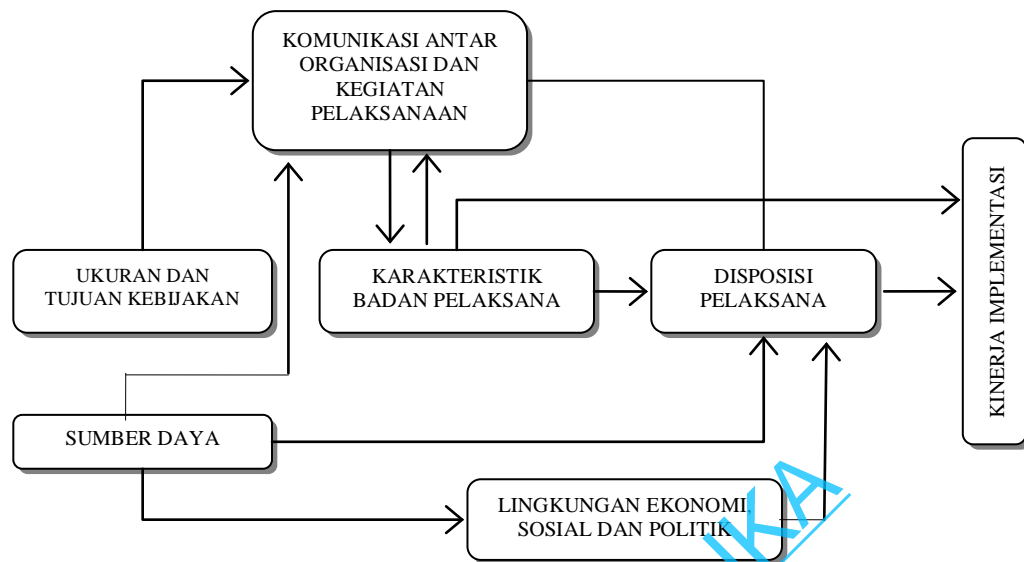 KOMUNIKASI ANTAR
ORGANISASI DAN
KEGIATAN
PELAKSANAAN
UKURAN DAN
TUJUAN KEBIJAKAN
KARAKTERISTIK
BADAN PELAKSANA
DISPOSISI
PELAKSANA
KINERJA IMPLEMENTASI
SUMBER DAYA
LINGKUNGAN EKONOMI,
SOSIAL DAN POLITIK